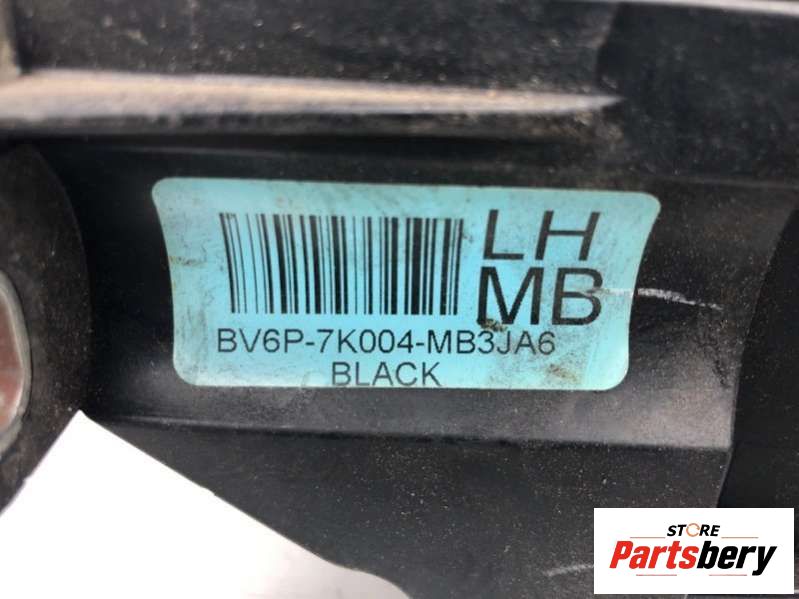 LH
MB
BV6P-7K004-MB3JA6
BLACK
STORE
Partsbery